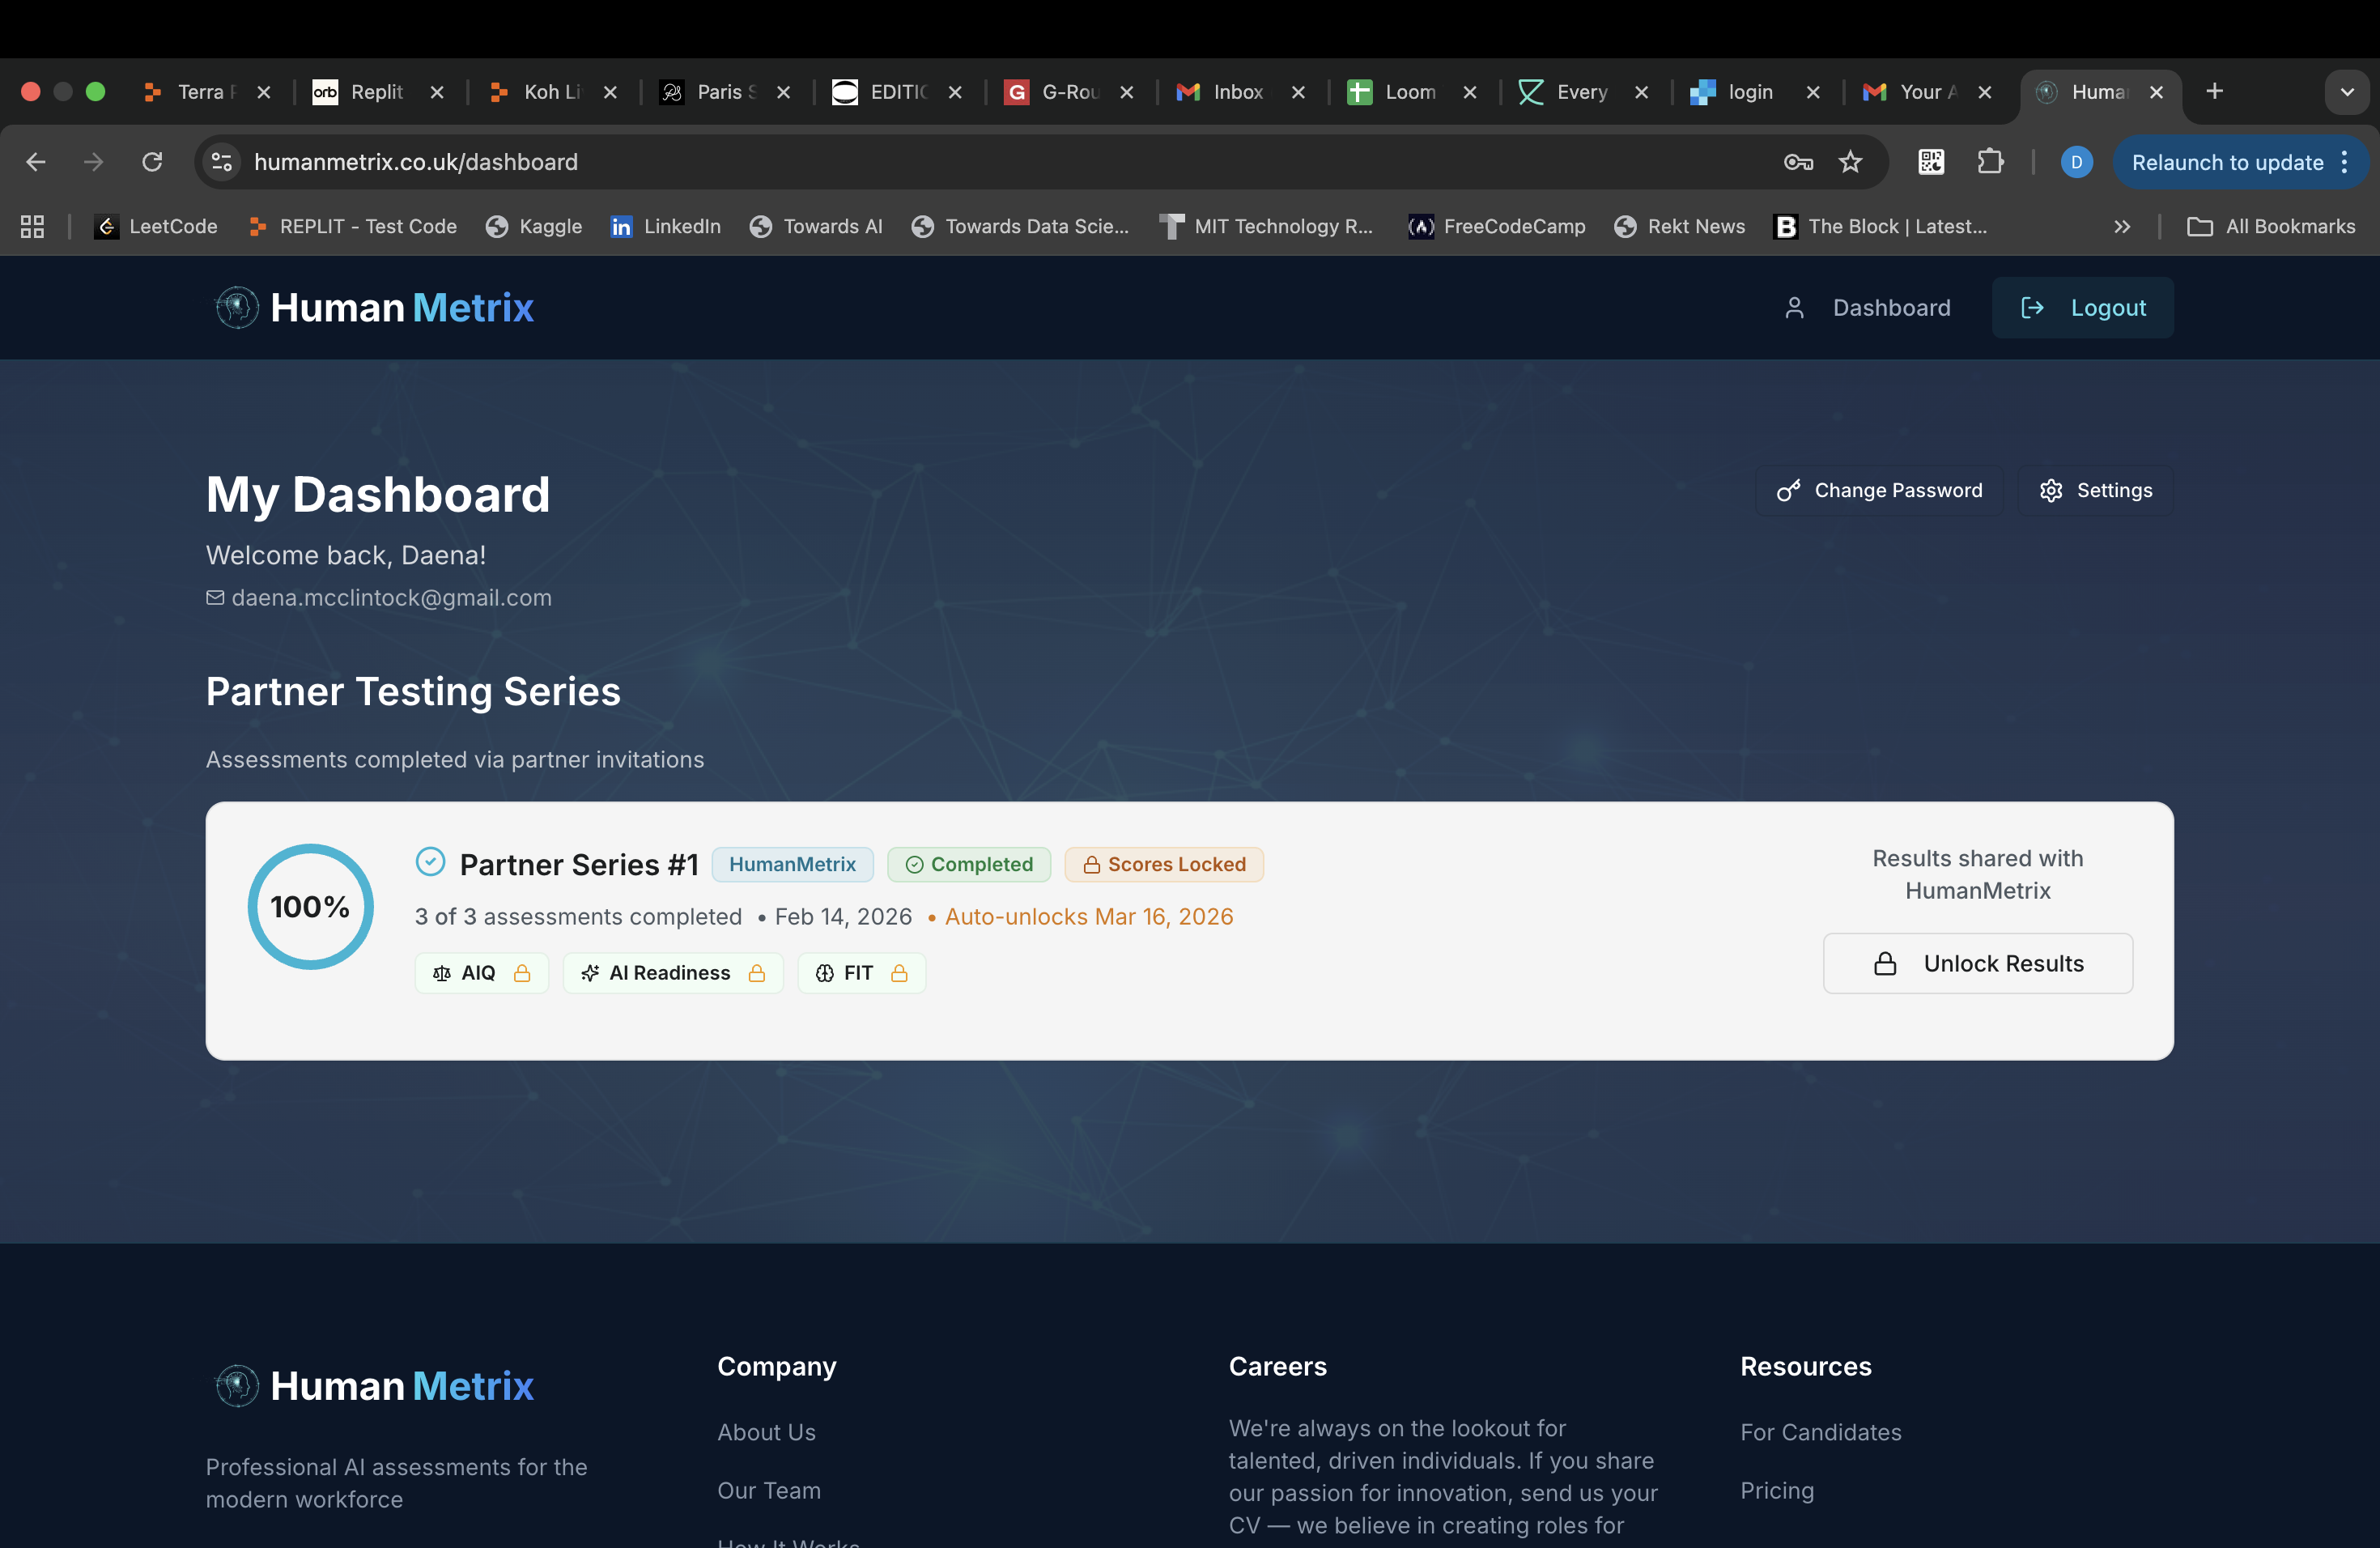 Terra Replit Koh Li Paris S EDITIO G-Rou Inbox Loom Every login Your A Human
humanmetrix.co.uk/dashboard Relaunch to update
D
LeetCode REPLIT - Test Code Kaggle LinkedIn Towards AI Towards Data Scie... MIT Technology R... FreeCodeCamp Rekt News The Block | Latest... All Bookmarks
Human Metrix Dashboard Logout
My Dashboard Change Password Settings
Welcome back, Daena!
daena.mcclintock@gmail.com
Partner Testing Series
Assessments completed via partner invitations
100%
Partner Series #1 HumanMetrix Completed Scores Locked
3 of 3 assessments completed • Feb 14, 2026 • Auto-unlocks Mar 16, 2026
AIQ AI Readiness FIT
Results shared with
HumanMetrix
Unlock Results
Human Metrix
Professional AI assessments for the
modern workforce
Company
About Us
Our Team
How It Works
Careers
We're always on the lookout for
talented, driven individuals. If you share
our passion for innovation, send us your
CV — we believe in creating roles for
Resources
For Candidates
Pricing